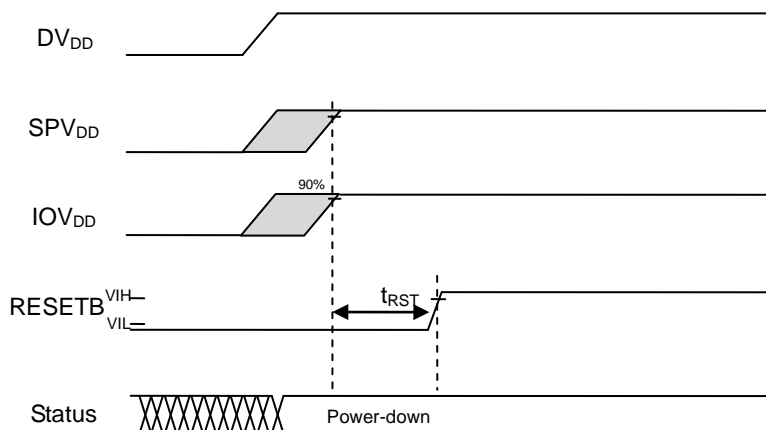 DVDD
SPVDD
90%
IOVDD
tRST
RESETB VIH
VIL
Status Power-down